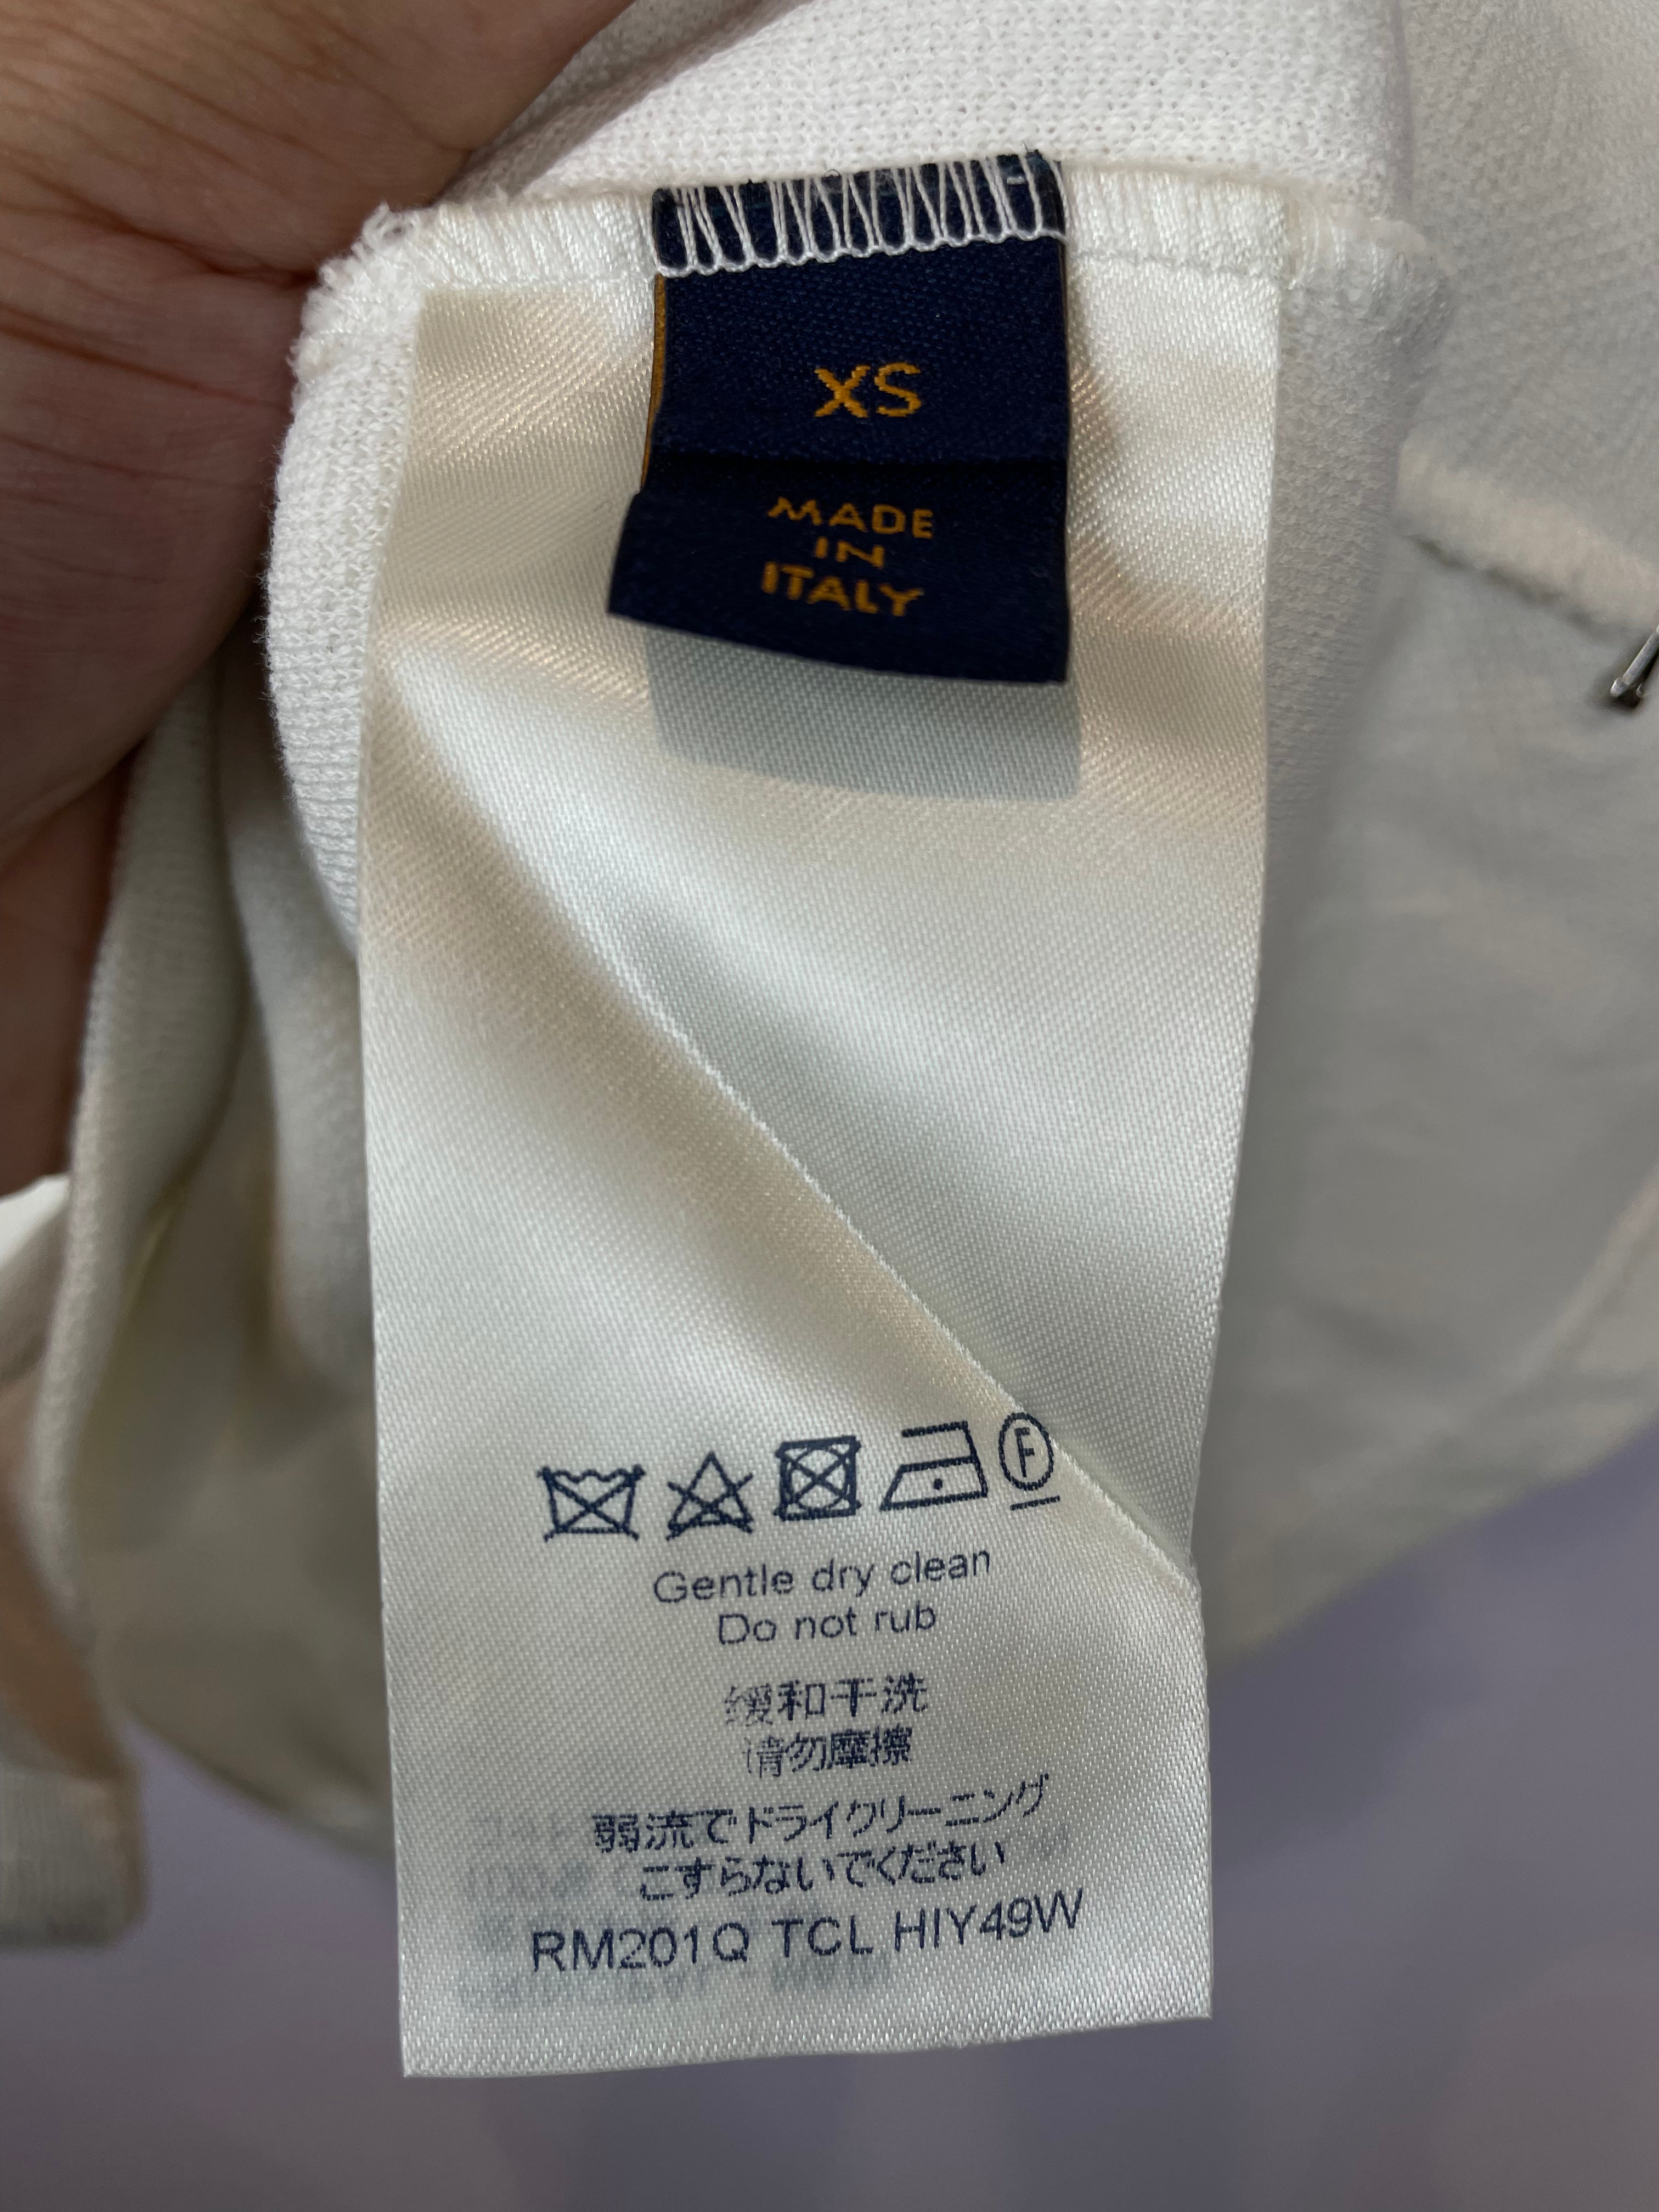 XS
MADE
IN
ITALY
F
Gentle dry clean
Do not rub
缓和干洗
请勿摩擦
弱流でドライクリーニング
こすらないでください
RM201Q TCL HIY49W